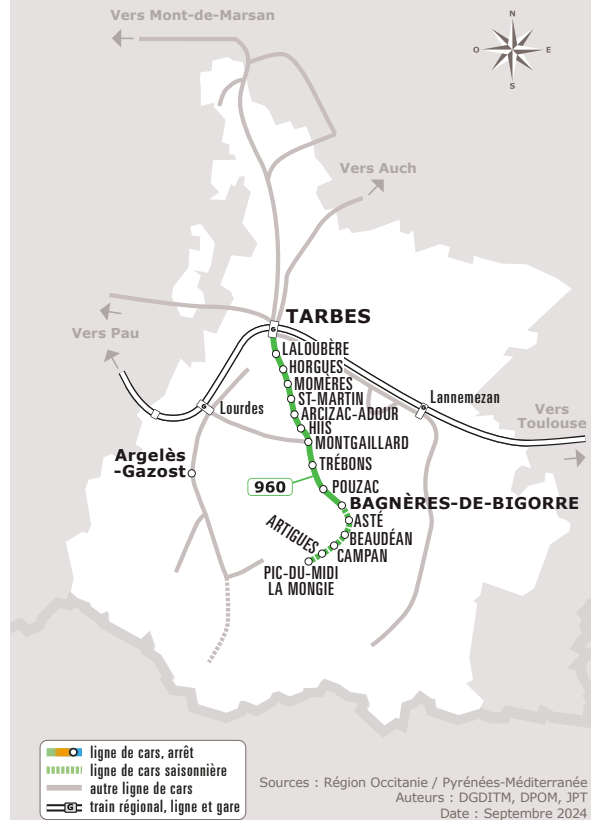 Vers Mont-de-Marsan
N
O
E
S
Vers Auch
TARBES
G
Vers Pau
LALOUBÈRE
HORGUES
MOMÈRES
ST-MARTIN
ARCIZAC-ADOUR
HIIS
MONTGAILLARD
G
Lourdes
Lannemezan
G
Vers
Toulouse
Argelès
-Gazost
TRÉBONS
960
POUZAC
BAGNÈRES-DE-BIGORRE
ASTÉ
BEAUDÉAN
CAMPAN
ARTIGUES
PIC-DU-MIDI
LA MONGIE
ligne de cars, arrêt
ligne de cars saisonnière
autre ligne de cars
G
train régional, ligne et gare
Sources : Région Occitanie / Pyrénées-Méditerranée
Auteurs : DGDITM, DPOM, JPT
Date : Septembre 2024